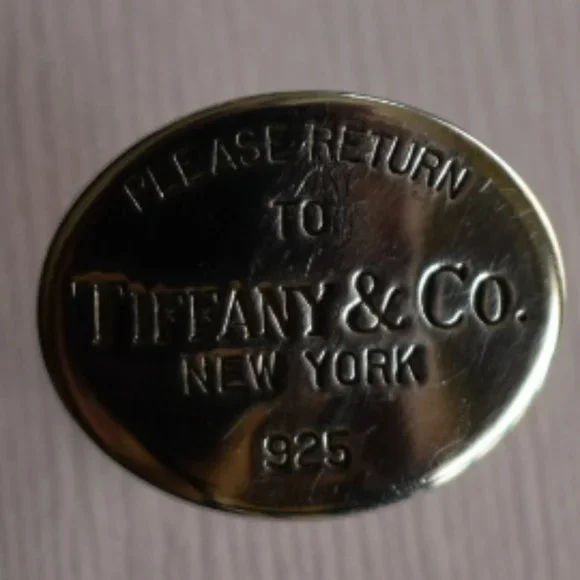 PLEASE RETURN
TO
TIFFANY & CO.
NEW YORK
925